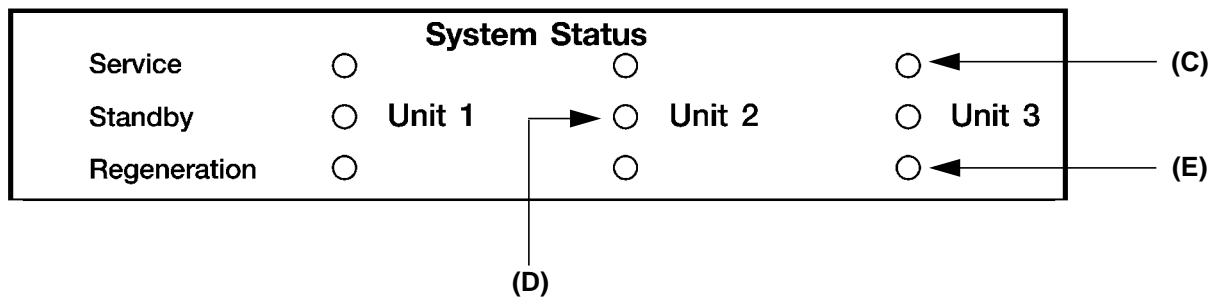 System Status
Service (C)
Standby Unit 1 Unit 2 Unit 3
Regeneration (E)
(D)